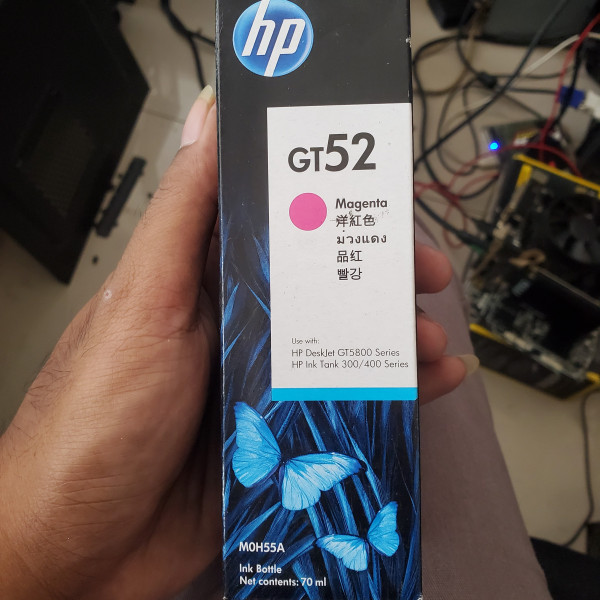 hp
GT52
Magenta
洋紅色
ม่วงแดง
品红
빨강
Use with:
HP DeskJet GT5800 Series
HP Ink Tank 300/400 Series
M0H55A
Ink Bottle
Net contents: 70 ml